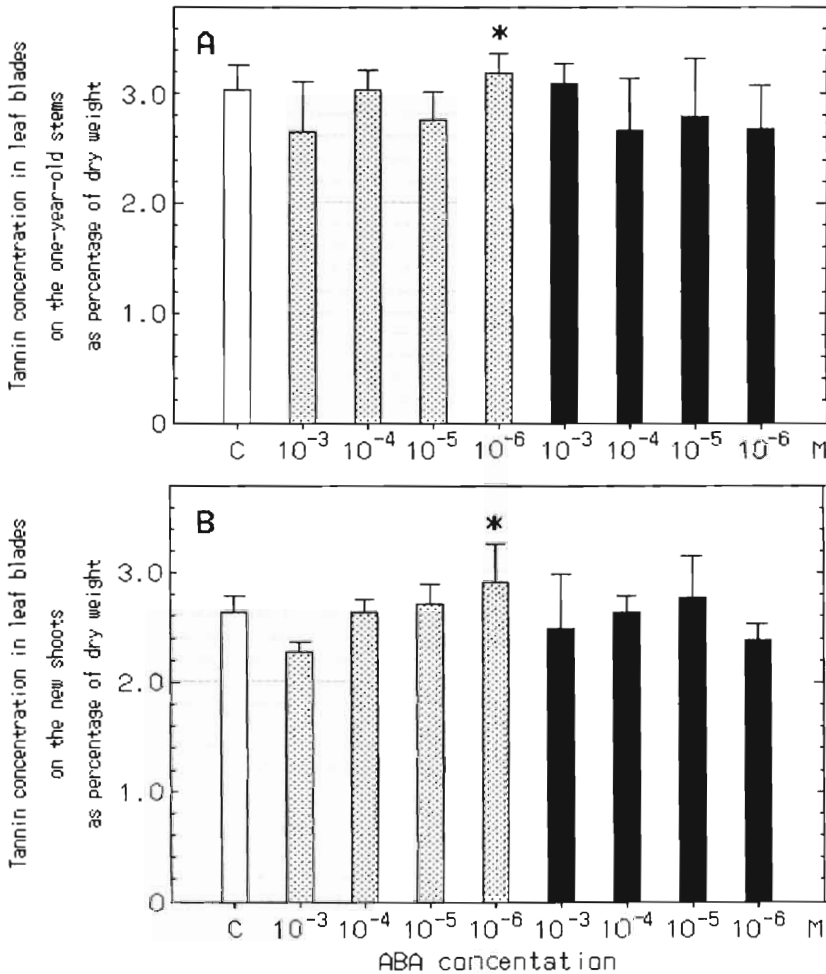 Tannin concentration in leaf blades
on the one-year-old stems
as percentage of dry weight
A
*
3.0
2.0
1.0
0
C 10⁻³ 10⁻⁴ 10⁻⁵ 10⁻⁶ 10⁻³ 10⁻⁴ 10⁻⁵ 10⁻⁶ M
Tannin concentration in leaf blades
on the new shoots
as percentage of dry weight
B
*
3.0
2.0
1.0
0
C 10⁻³ 10⁻⁴ 10⁻⁵ 10⁻⁶ 10⁻³ 10⁻⁴ 10⁻⁵ 10⁻⁶ M
ABA concentation